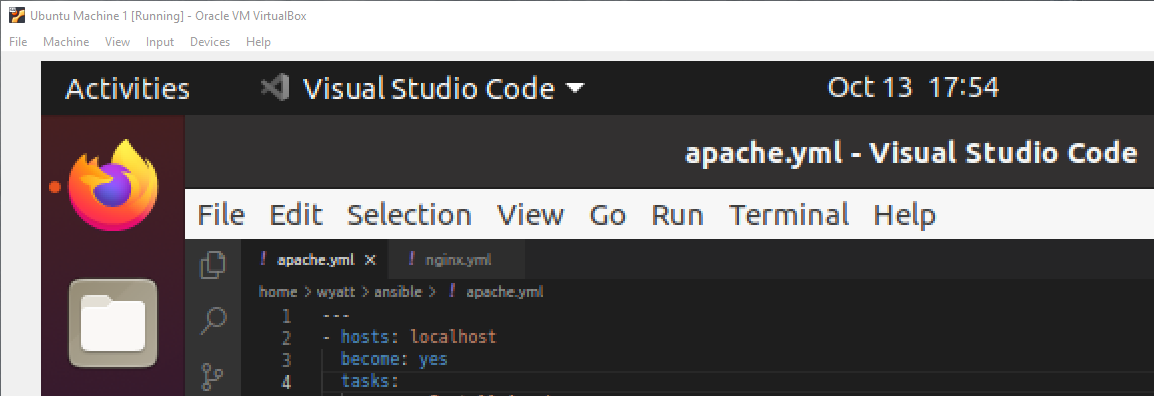 Ubuntu Machine 1 [Running] - Oracle VM VirtualBox
File Machine View Input Devices Help
Activities Visual Studio Code Oct 13 17:54
apache.yml - Visual Studio Code
File Edit Selection View Go Run Terminal Help
! apache.yml × ! nginx.yml
home > wyatt > ansible > ! apache.yml
1 ---
2 - hosts: localhost
3 become: yes
4 tasks: